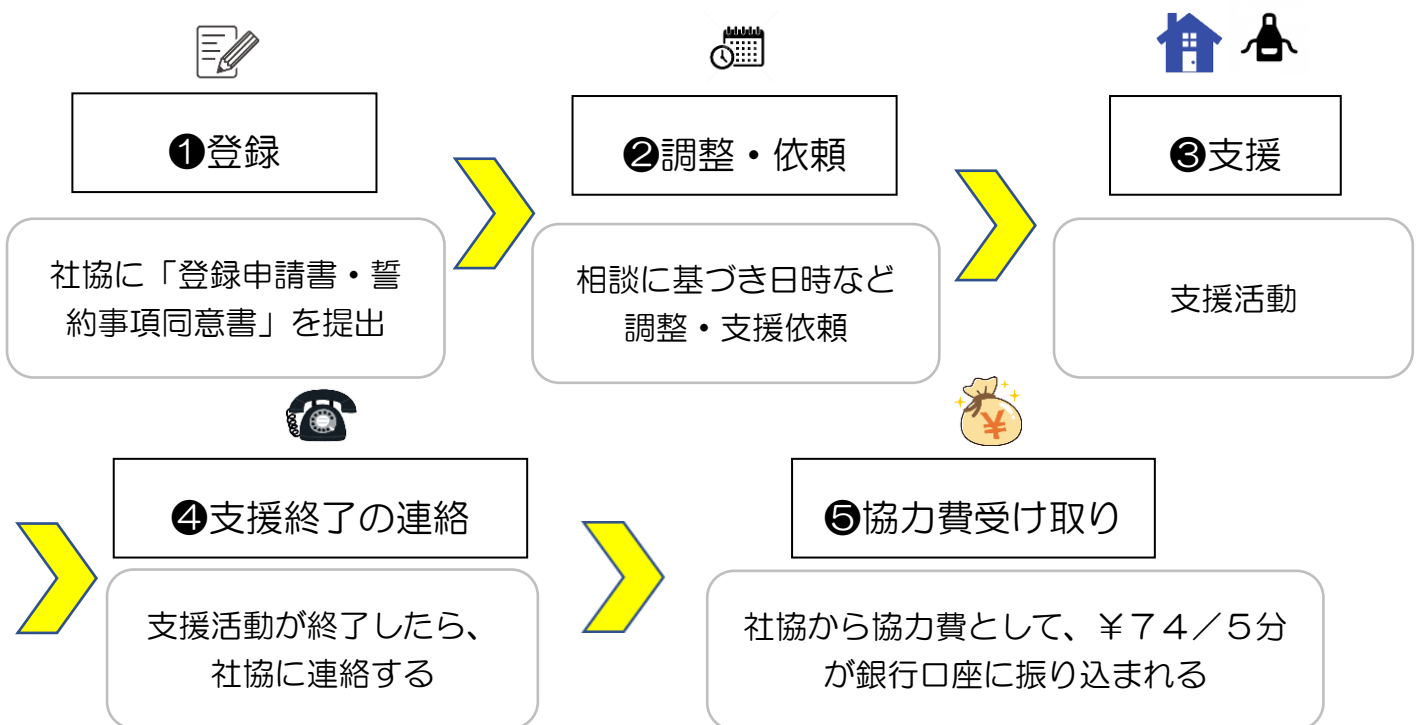 ❶登録
社協に「登録申請書・誓
約事項同意書」を提出
❷調整・依頼
相談に基づき日時など
調整・支援依頼
❸支援
支援活動
❹支援終了の連絡
支援活動が終了したら、
社協に連絡する
¥
❺協力費受け取り
社協から協力費として、￥７４／５分
が銀行口座に振り込まれる